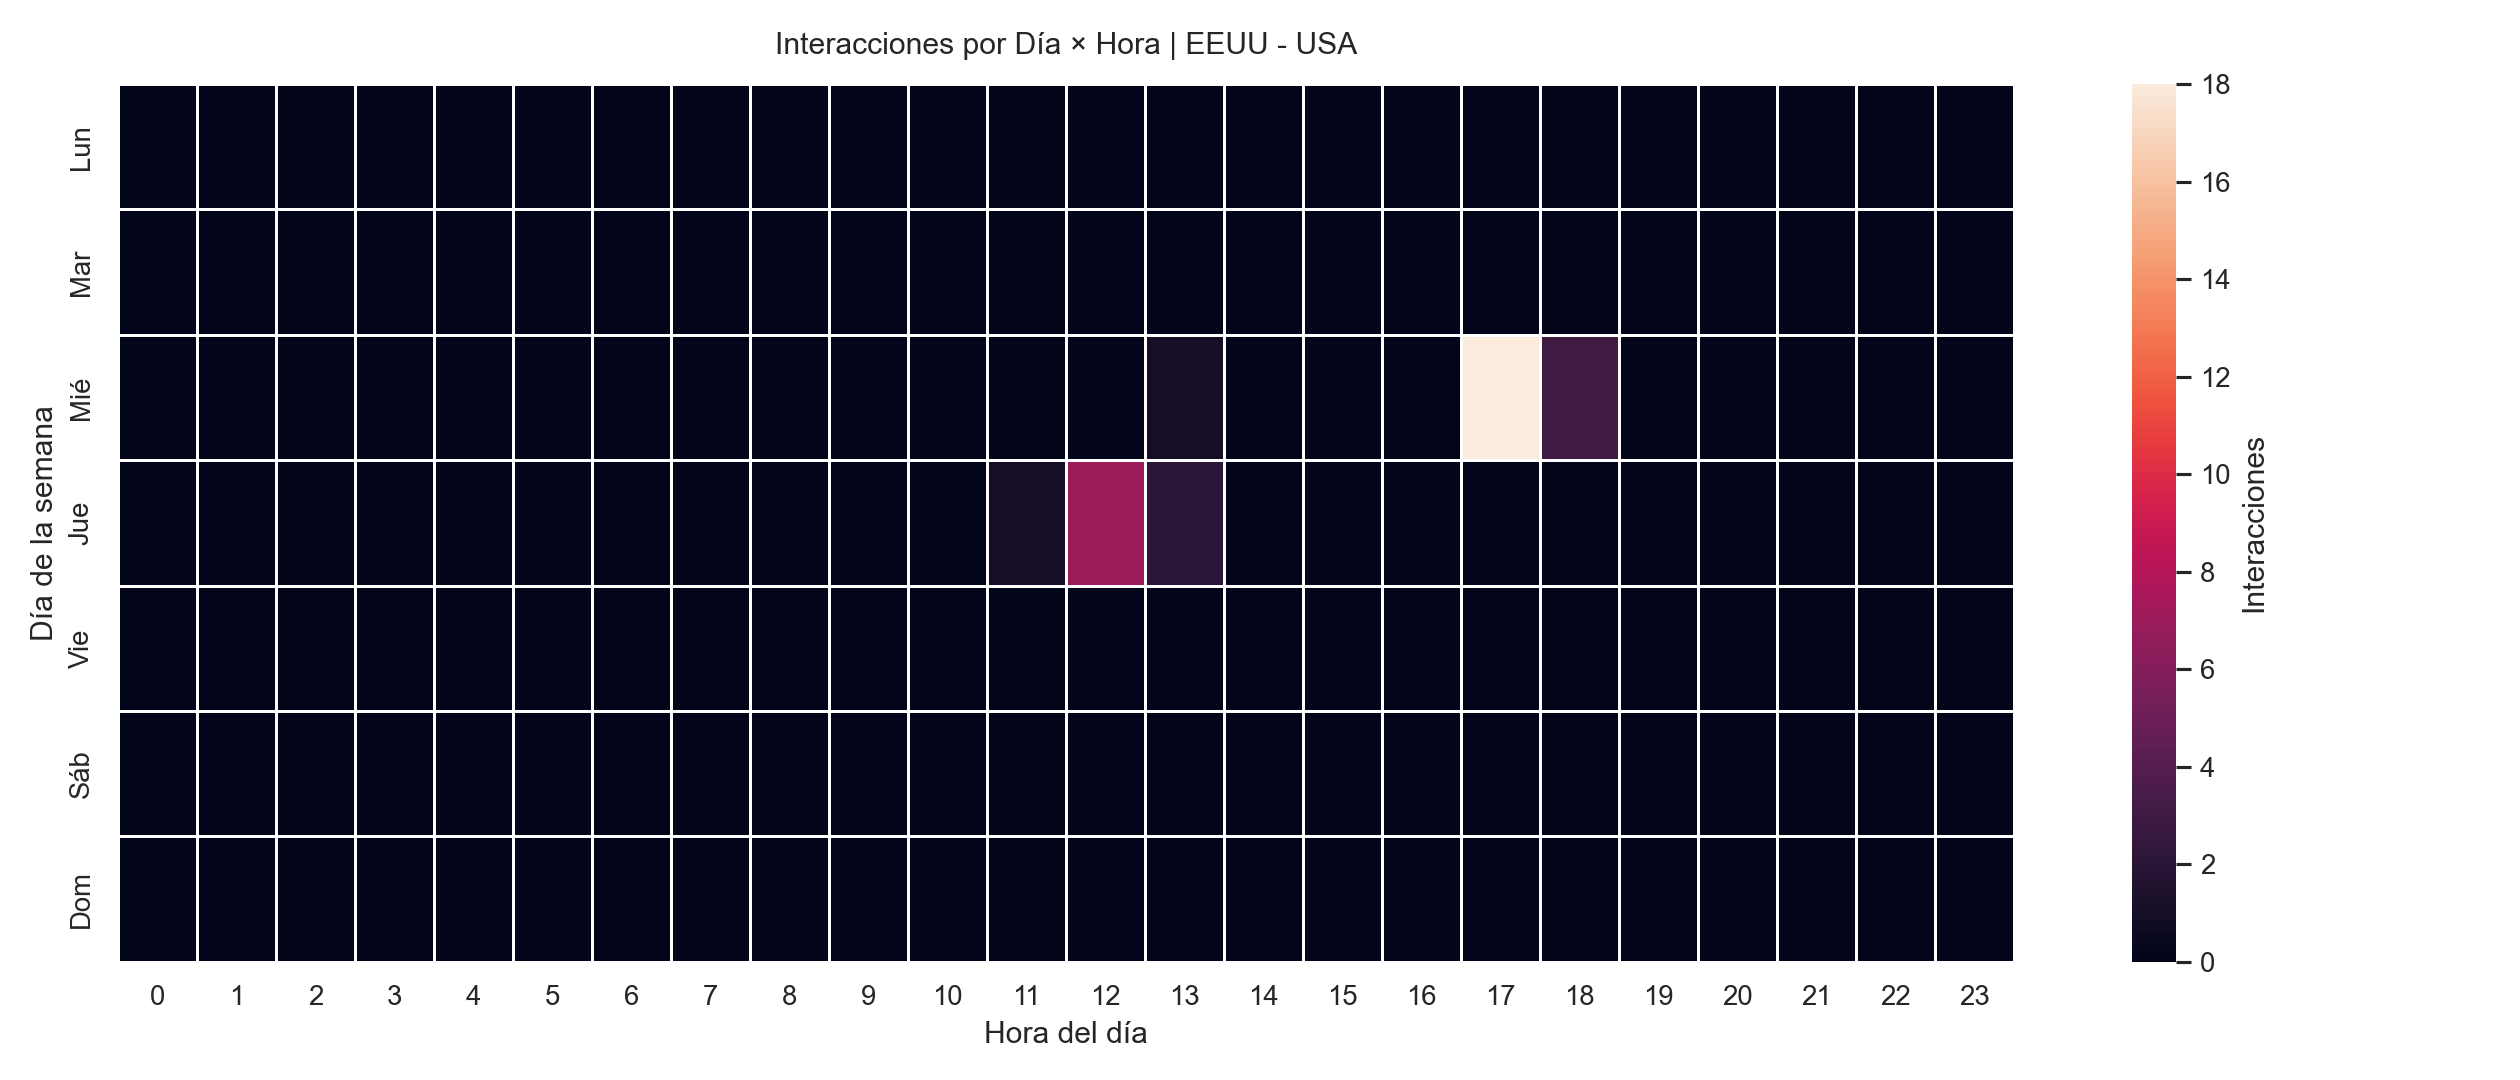 Interacciones por Día × Hora | EEUU - USA
Día de la semana
Lun
Mar
Mié
Jue
Vie
Sáb
Dom
0 1 2 3 4 5 6 7 8 9 10 11 12 13 14 15 16 17 18 19 20 21 22 23
Hora del día
18
16
14
12
10
8
6
4
2
0
Interacciones